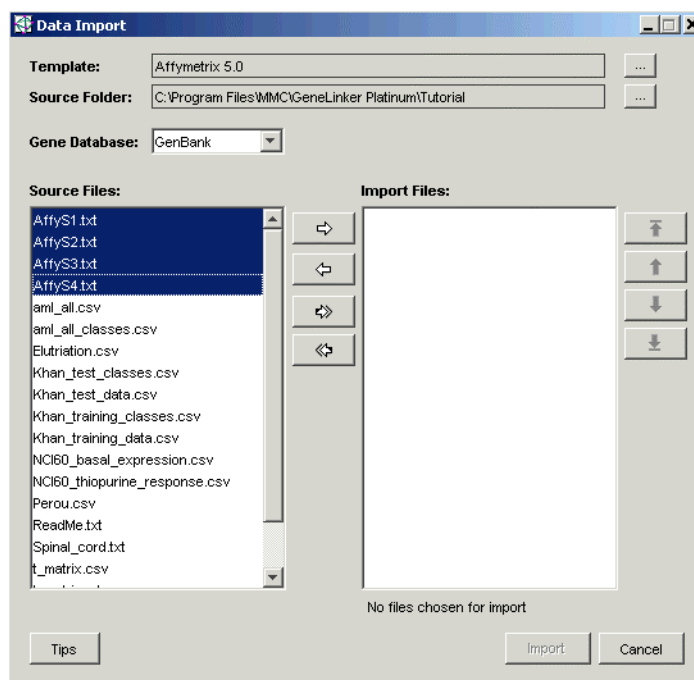 Data Import
Template: Affymetrix 5.0 ...
Source Folder: C:\Program Files\MMC\GeneLinker Platinum\Tutorial ...
Gene Database: GenBank
Source Files: Import Files:
AffyS1.txt
AffyS2.txt
AffyS3.txt
AffyS4.txt
aml_all.csv
aml_all_classes.csv
Elutriation.csv
Khan_test_classes.csv
Khan_test_data.csv
Khan_training_classes.csv
Khan_training_data.csv
NCI60_basal_expression.csv
NCI60_thiopurine_response.csv
Perou.csv
ReadMe.txt
Spinal_cord.txt
t_matrix.csv
No files chosen for import
Tips Import Cancel